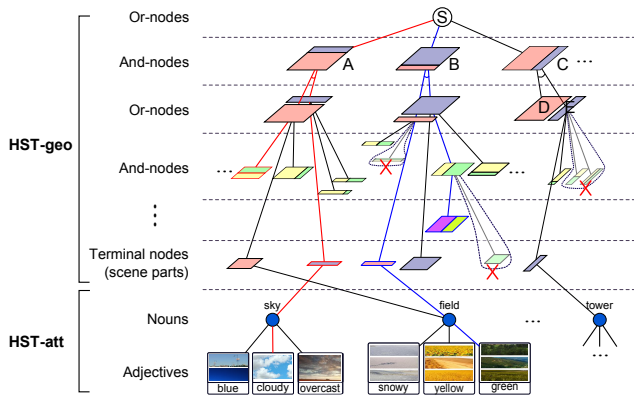 Or-nodes S
And-nodes A B C ...
Or-nodes D E
HST-geo
And-nodes ... ...
Terminal nodes
(scene parts)
sky field tower
Nouns ...
HST-att
Adjectives ...
blue cloudy overcast snowy yellow green